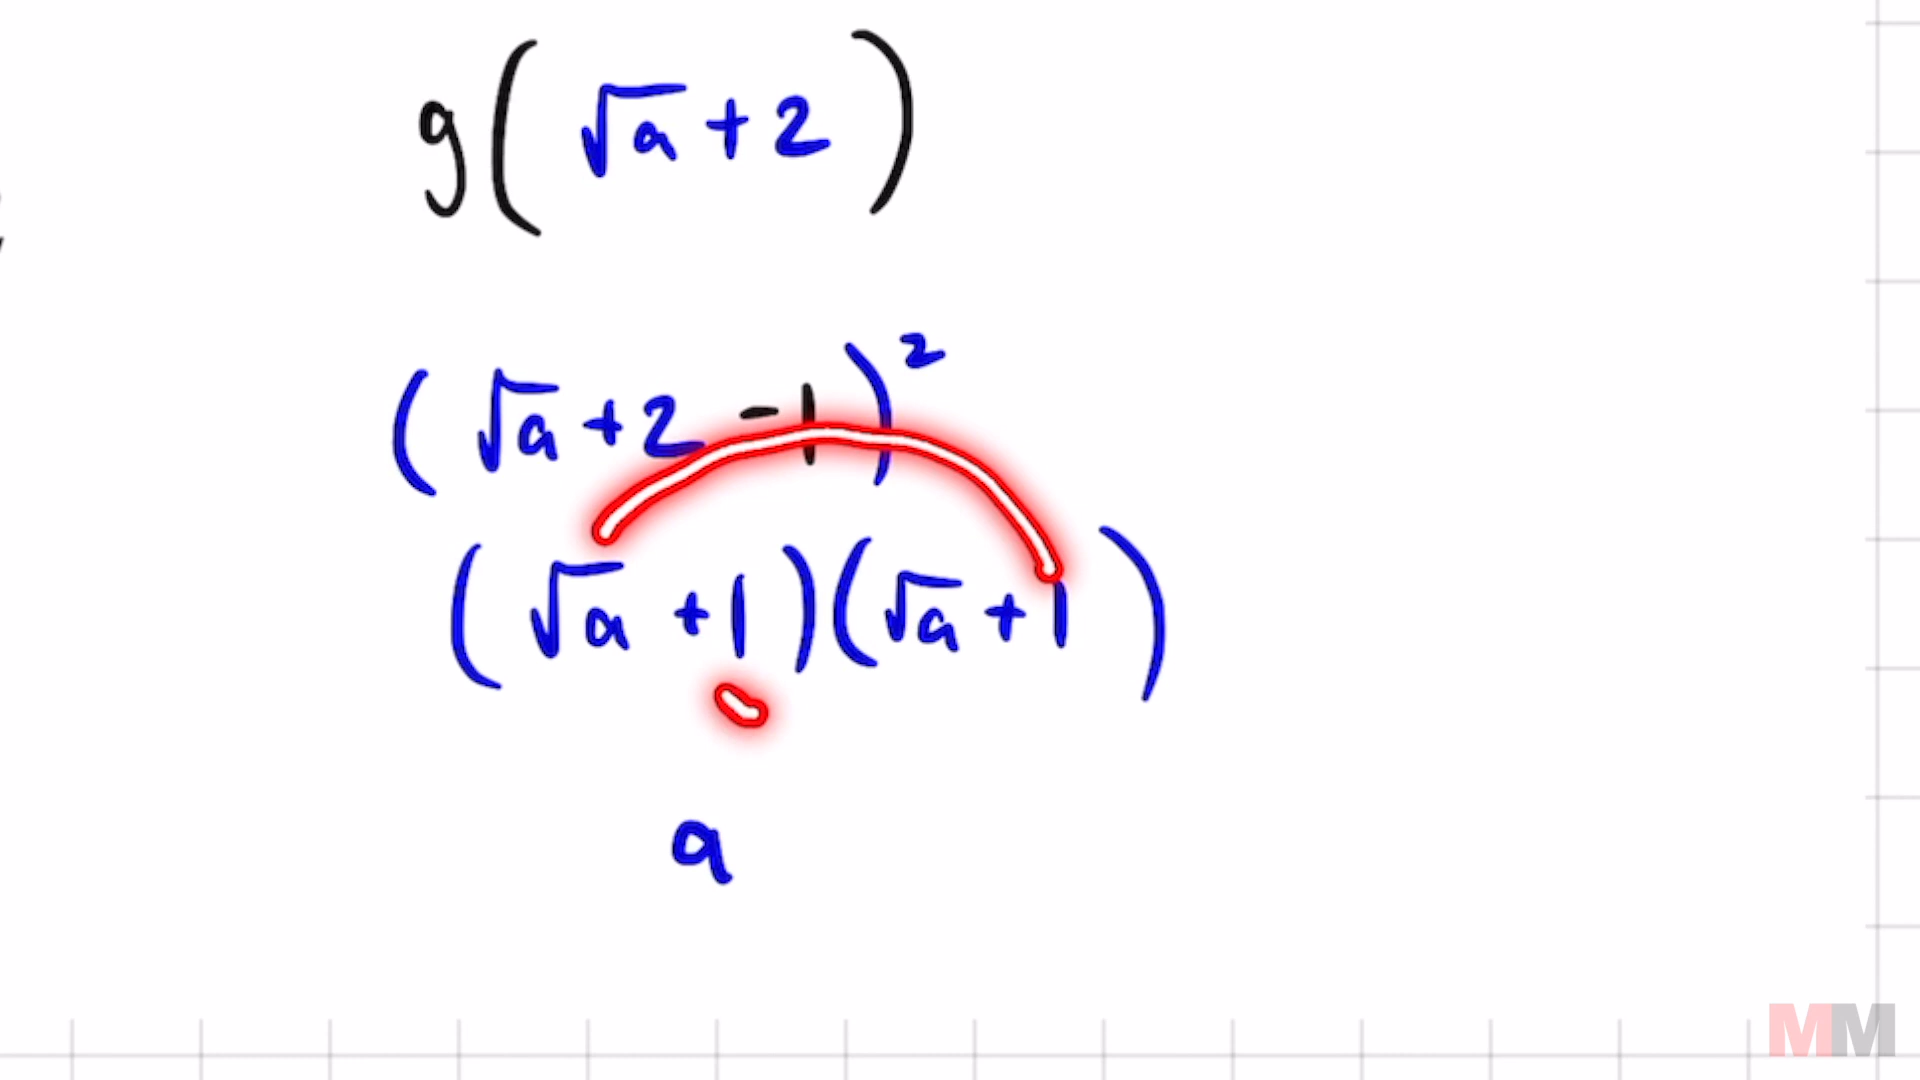 g(√a + 2)
(√a + 2 - 1)²
(√a + 1)(√a + 1)
a
MM